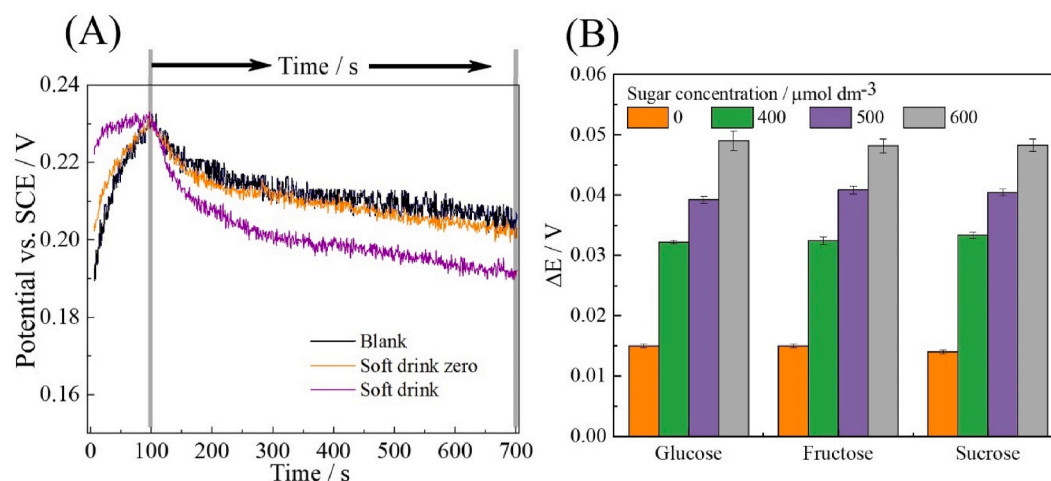 (A)
Time / s
Potential vs. SCE / V
0.24
0.22
0.20
0.18
0.16
Blank
Soft drink zero
Soft drink
0 100 200 300 400 500 600 700
Time / s
(B)
ΔE / V
0.06
0.05
0.04
0.03
0.02
0.01
0.00
Sugar concentration / μmol dm-3
0 400 500 600
Glucose Fructose Sucrose